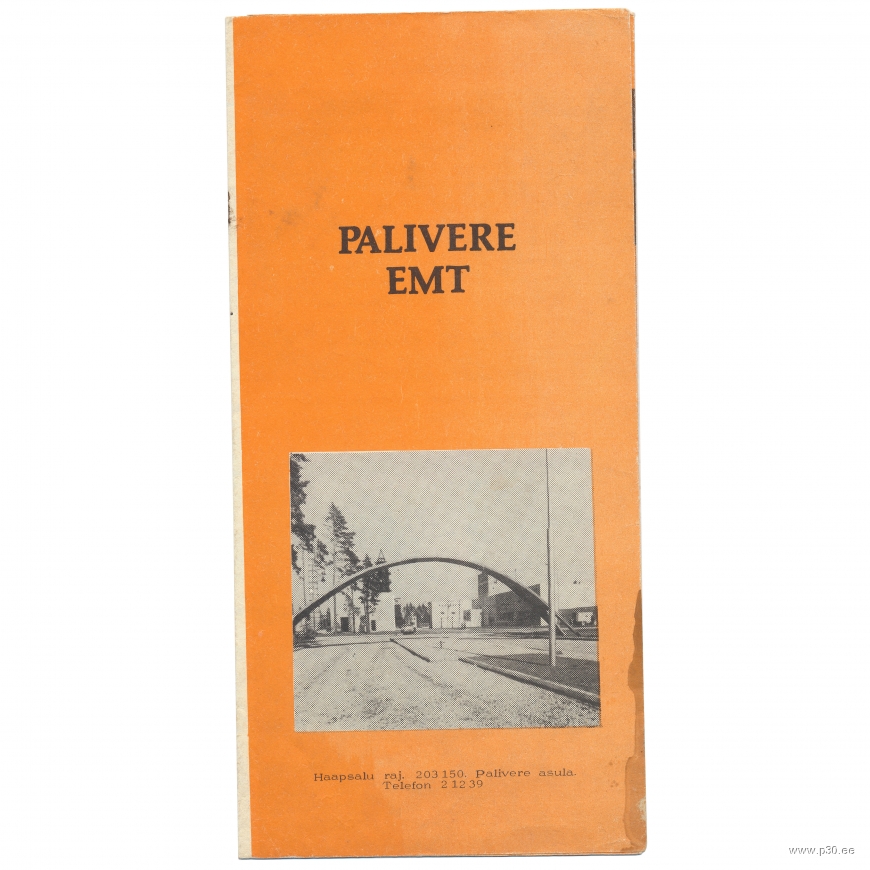 PALIVERE
EMT
Haapsalu raj. 203150. Palivere asula.
Telefon 21239
www.p30.ee